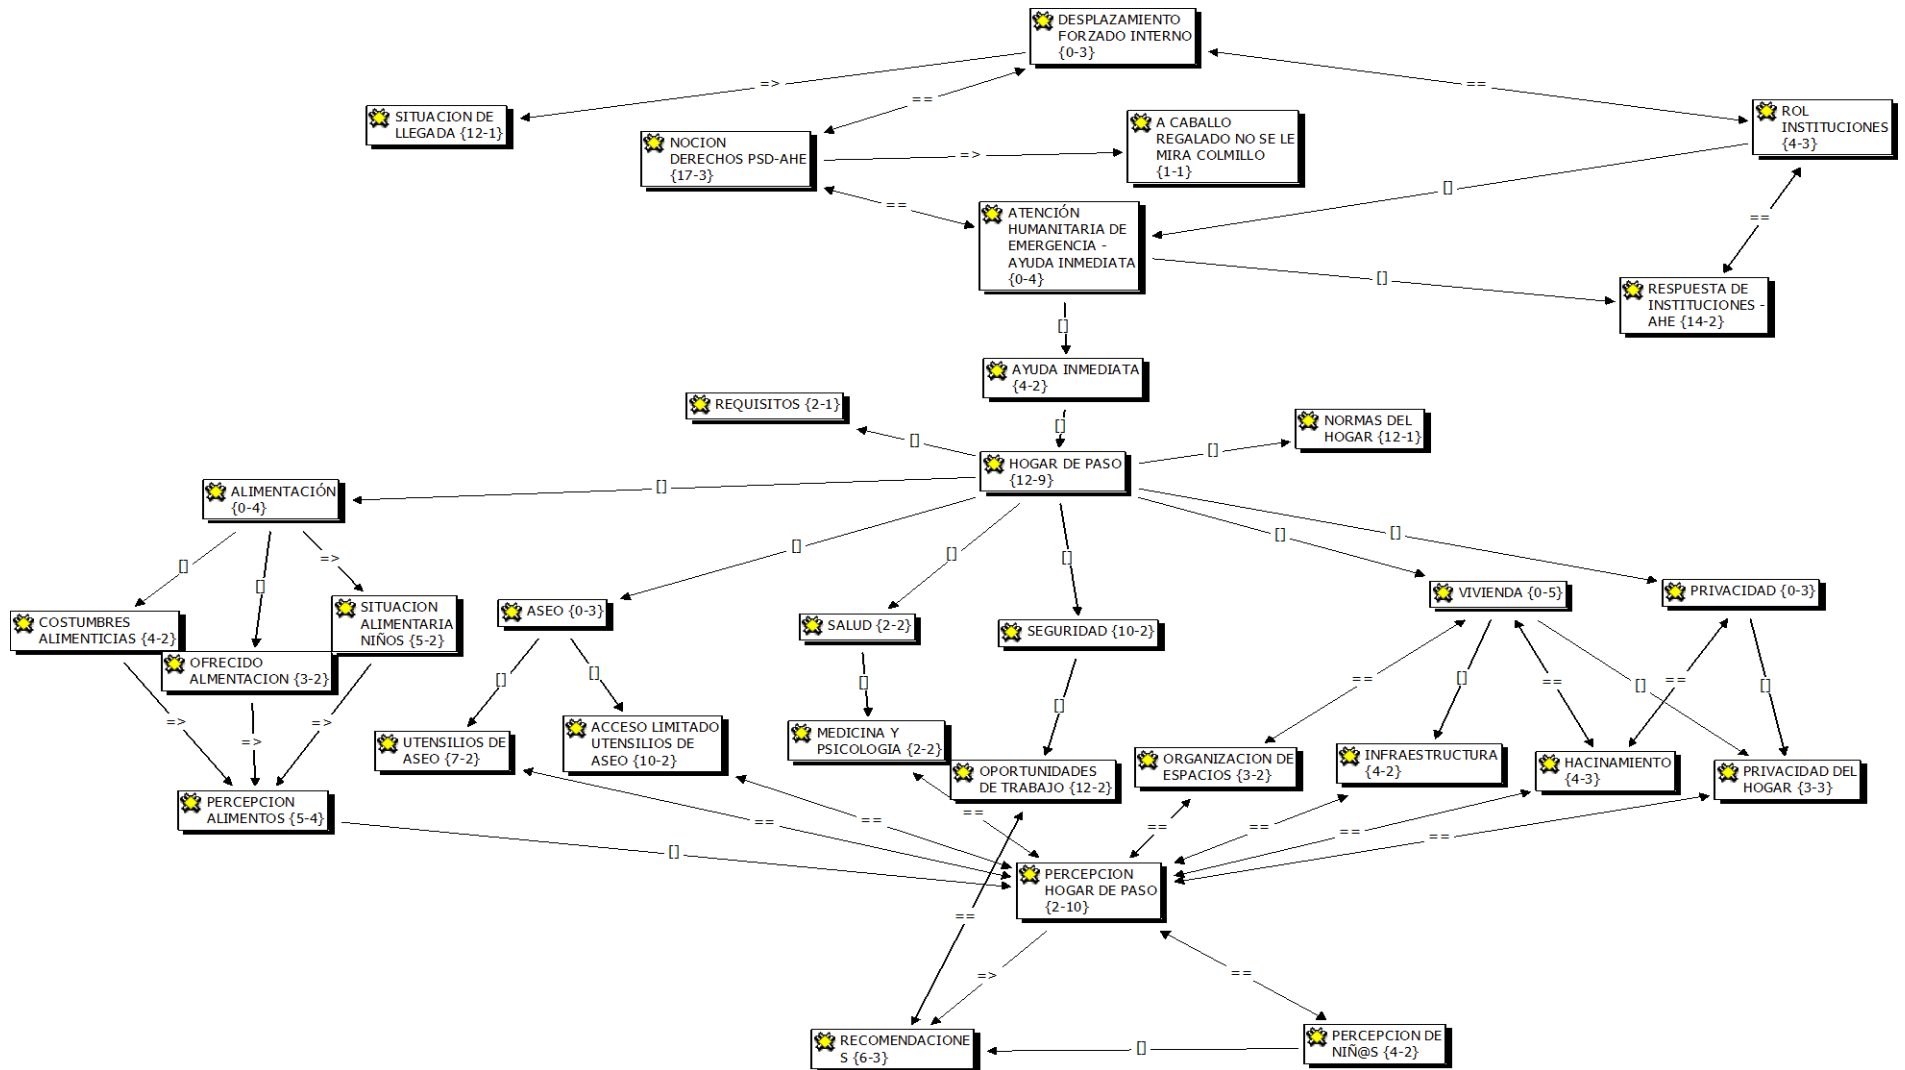 DESPLAZAMIENTO
FORZADO INTERNO
{0-3}
=>
==
==
SITUACION DE
LLEGADA {12-1}
NOCION
DERECHOS PSD-AHE
{17-3}
=>
A CABALLO
REGALADO NO SE LE
MIRA COLMILLO
{1-1}
ROL
INSTITUCIONES
{4-3}
[]
==
==
ATENCIÓN
HUMANITARIA DE
EMERGENCIA -
AYUDA INMEDIATA
{0-4}
[]
RESPUESTA DE
INSTITUCIONES -
AHE {14-2}
[]
AYUDA INMEDIATA
{4-2}
REQUISITOS {2-1}
[]
[]
[]
NORMAS DEL
HOGAR {12-1}
HOGAR DE PASO
{12-9}
ALIMENTACIÓN
{0-4}
[]
[]
[]
[]
[]
[]
[]
[]
=>
COSTUMBRES
ALIMENTICIAS {4-2}
OFRECIDO
ALMENTACION {3-2}
SITUACION
ALIMENTARIA
NIÑOS {5-2}
ASEO {0-3}
SALUD {2-2}
SEGURIDAD {10-2}
VIVIENDA {0-5}
PRIVACIDAD {0-3}
=>
=>
=>
[]
[]
[]
[]
==
[]
==
==
[]
[]
UTENSILIOS DE
ASEO {7-2}
ACCESO LIMITADO
UTENSILIOS DE
ASEO {10-2}
MEDICINA Y
PSICOLOGIA {2-2}
OPORTUNIDADES
DE TRABAJO {12-2}
ORGANIZACION DE
ESPACIOS {3-2}
INFRAESTRUCTURA
{4-2}
HACINAMIENTO
{4-3}
PRIVACIDAD DEL
HOGAR {3-3}
PERCEPCION
ALIMENTOS {5-4}
[]
==
==
==
==
==
==
==
PERCEPCION
HOGAR DE PASO
{2-10}
==
=>
==
RECOMENDACIONE
S {6-3}
[]
PERCEPCION DE
NIÑ@S {4-2}